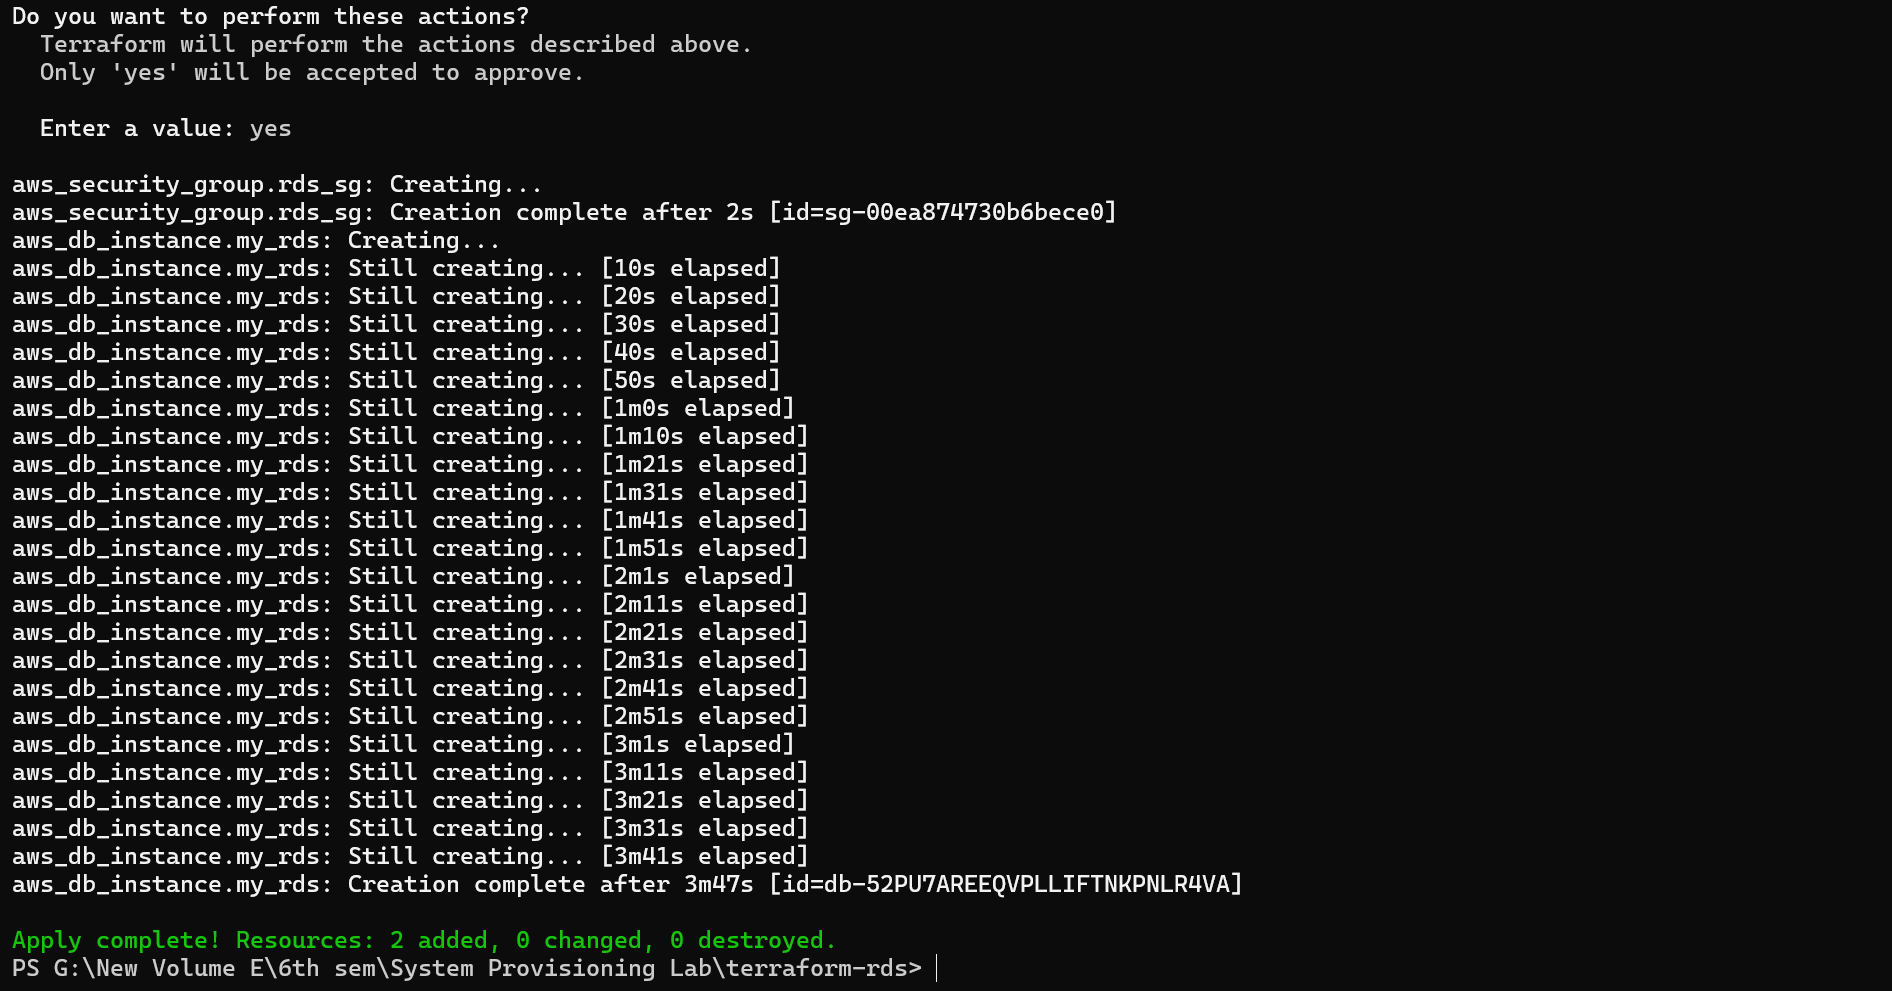 Do you want to perform these actions?
  Terraform will perform the actions described above.
  Only 'yes' will be accepted to approve.

  Enter a value: yes

aws_security_group.rds_sg: Creating...
aws_security_group.rds_sg: Creation complete after 2s [id=sg-00ea874730b6bece0]
aws_db_instance.my_rds: Creating...
aws_db_instance.my_rds: Still creating... [10s elapsed]
aws_db_instance.my_rds: Still creating... [20s elapsed]
aws_db_instance.my_rds: Still creating... [30s elapsed]
aws_db_instance.my_rds: Still creating... [40s elapsed]
aws_db_instance.my_rds: Still creating... [50s elapsed]
aws_db_instance.my_rds: Still creating... [1m0s elapsed]
aws_db_instance.my_rds: Still creating... [1m10s elapsed]
aws_db_instance.my_rds: Still creating... [1m21s elapsed]
aws_db_instance.my_rds: Still creating... [1m31s elapsed]
aws_db_instance.my_rds: Still creating... [1m41s elapsed]
aws_db_instance.my_rds: Still creating... [1m51s elapsed]
aws_db_instance.my_rds: Still creating... [2m1s elapsed]
aws_db_instance.my_rds: Still creating... [2m11s elapsed]
aws_db_instance.my_rds: Still creating... [2m21s elapsed]
aws_db_instance.my_rds: Still creating... [2m31s elapsed]
aws_db_instance.my_rds: Still creating... [2m41s elapsed]
aws_db_instance.my_rds: Still creating... [2m51s elapsed]
aws_db_instance.my_rds: Still creating... [3m1s elapsed]
aws_db_instance.my_rds: Still creating... [3m11s elapsed]
aws_db_instance.my_rds: Still creating... [3m21s elapsed]
aws_db_instance.my_rds: Still creating... [3m31s elapsed]
aws_db_instance.my_rds: Still creating... [3m41s elapsed]
aws_db_instance.my_rds: Creation complete after 3m47s [id=db-52PU7AREEQVPLLIFTNKPNLR4VA]

Apply complete! Resources: 2 added, 0 changed, 0 destroyed.
PS G:\New Volume E\6th sem\System Provisioning Lab\terraform-rds>